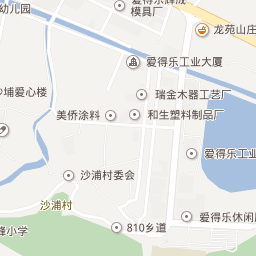 爱得乐辉成
模具厂
幼儿园
龙苑山庄
爱得乐工业大厦
沙埔爱心楼
瑞金木器工艺厂
美侨涂料
和生塑料制品厂
爱得乐工业
沙浦村委会
沙浦村
爱得乐休闲
810乡道
峰小学